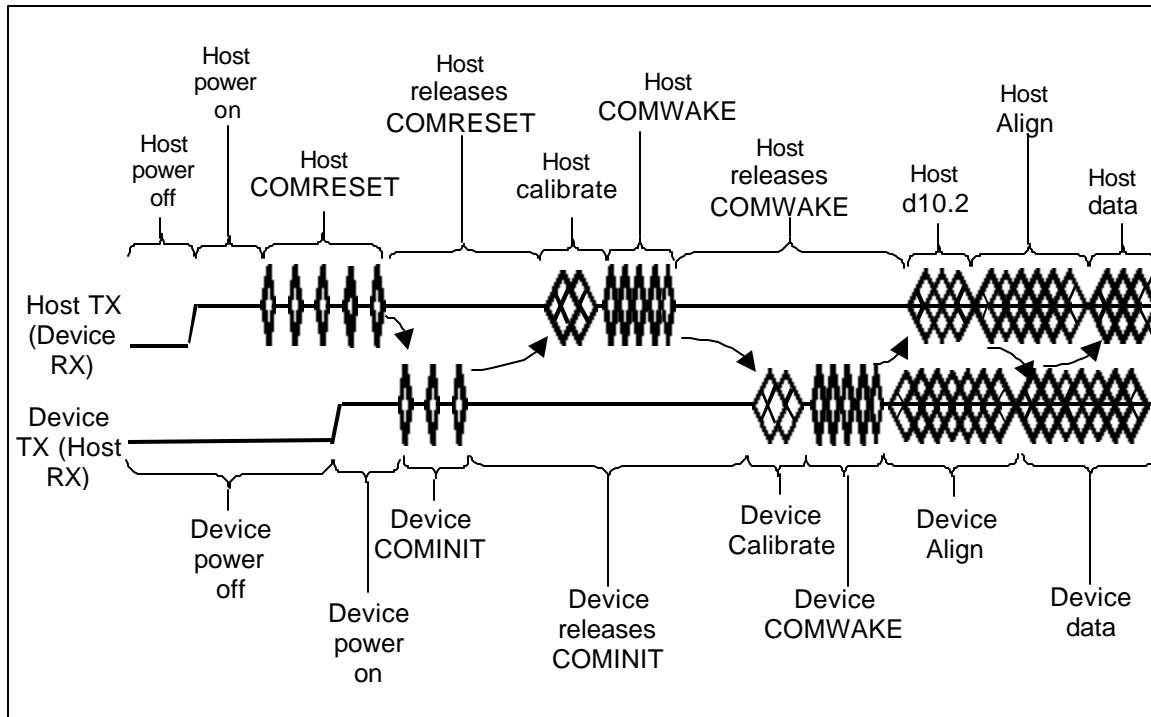 Host
power
off
Host
power
on
Host
COMRESET
Host
releases
COMRESET
Host
calibrate
Host
COMWAKE
Host
releases
COMWAKE
Host
d10.2
Host
Align
Host
data
Host TX
(Device
RX)
Device
TX (Host
RX)
Device
power
off
Device
power
on
Device
COMINIT
Device
releases
COMINIT
Device
Calibrate
Device
COMWAKE
Device
Align
Device
data